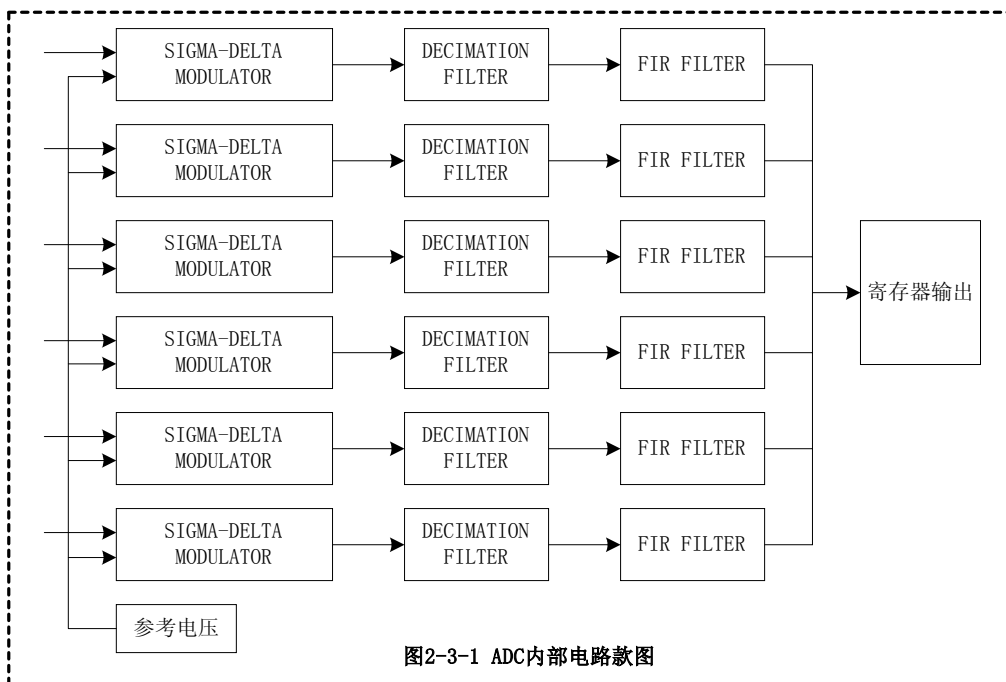 SIGMA-DELTA
MODULATOR
DECIMATION
FILTER
FIR FILTER
SIGMA-DELTA
MODULATOR
DECIMATION
FILTER
FIR FILTER
SIGMA-DELTA
MODULATOR
DECIMATION
FILTER
FIR FILTER
寄存器输出
SIGMA-DELTA
MODULATOR
DECIMATION
FILTER
FIR FILTER
SIGMA-DELTA
MODULATOR
DECIMATION
FILTER
FIR FILTER
SIGMA-DELTA
MODULATOR
DECIMATION
FILTER
FIR FILTER
参考电压
图2-3-1 ADC内部电路款图